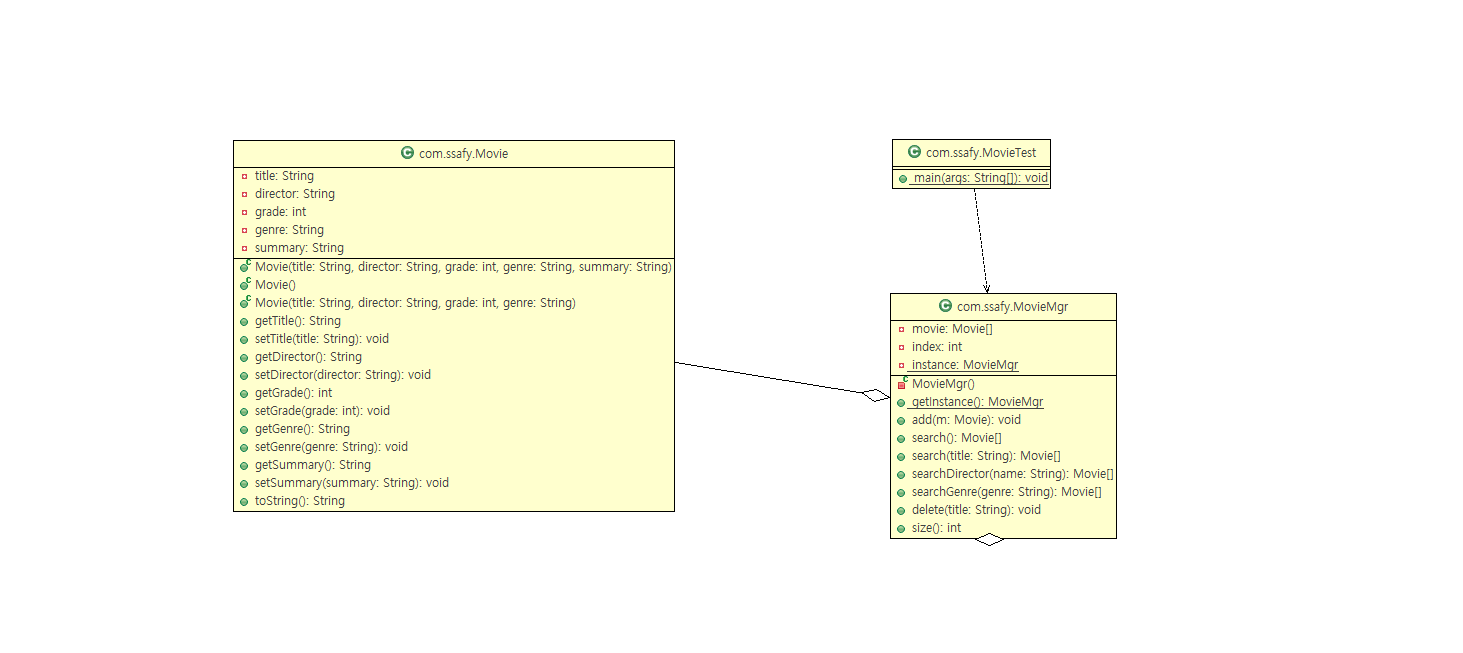 com.ssafy.Movie
title: String
director: String
grade: int
genre: String
summary: String
Movie(title: String, director: String, grade: int, genre: String, summary: String)
Movie()
Movie(title: String, director: String, grade: int, genre: String)
getTitle(): String
setTitle(title: String): void
getDirector(): String
setDirector(director: String): void
getGrade(): int
setGrade(grade: int): void
getGenre(): String
setGenre(genre: String): void
getSummary(): String
setSummary(summary: String): void
toString(): String
com.ssafy.MovieTest
main(args: String[]): void
com.ssafy.MovieMgr
movie: Movie[]
index: int
instance: MovieMgr
MovieMgr()
getInstance(): MovieMgr
add(m: Movie): void
search(): Movie[]
search(title: String): Movie[]
searchDirector(name: String): Movie[]
searchGenre(genre: String): Movie[]
delete(title: String): void
size(): int